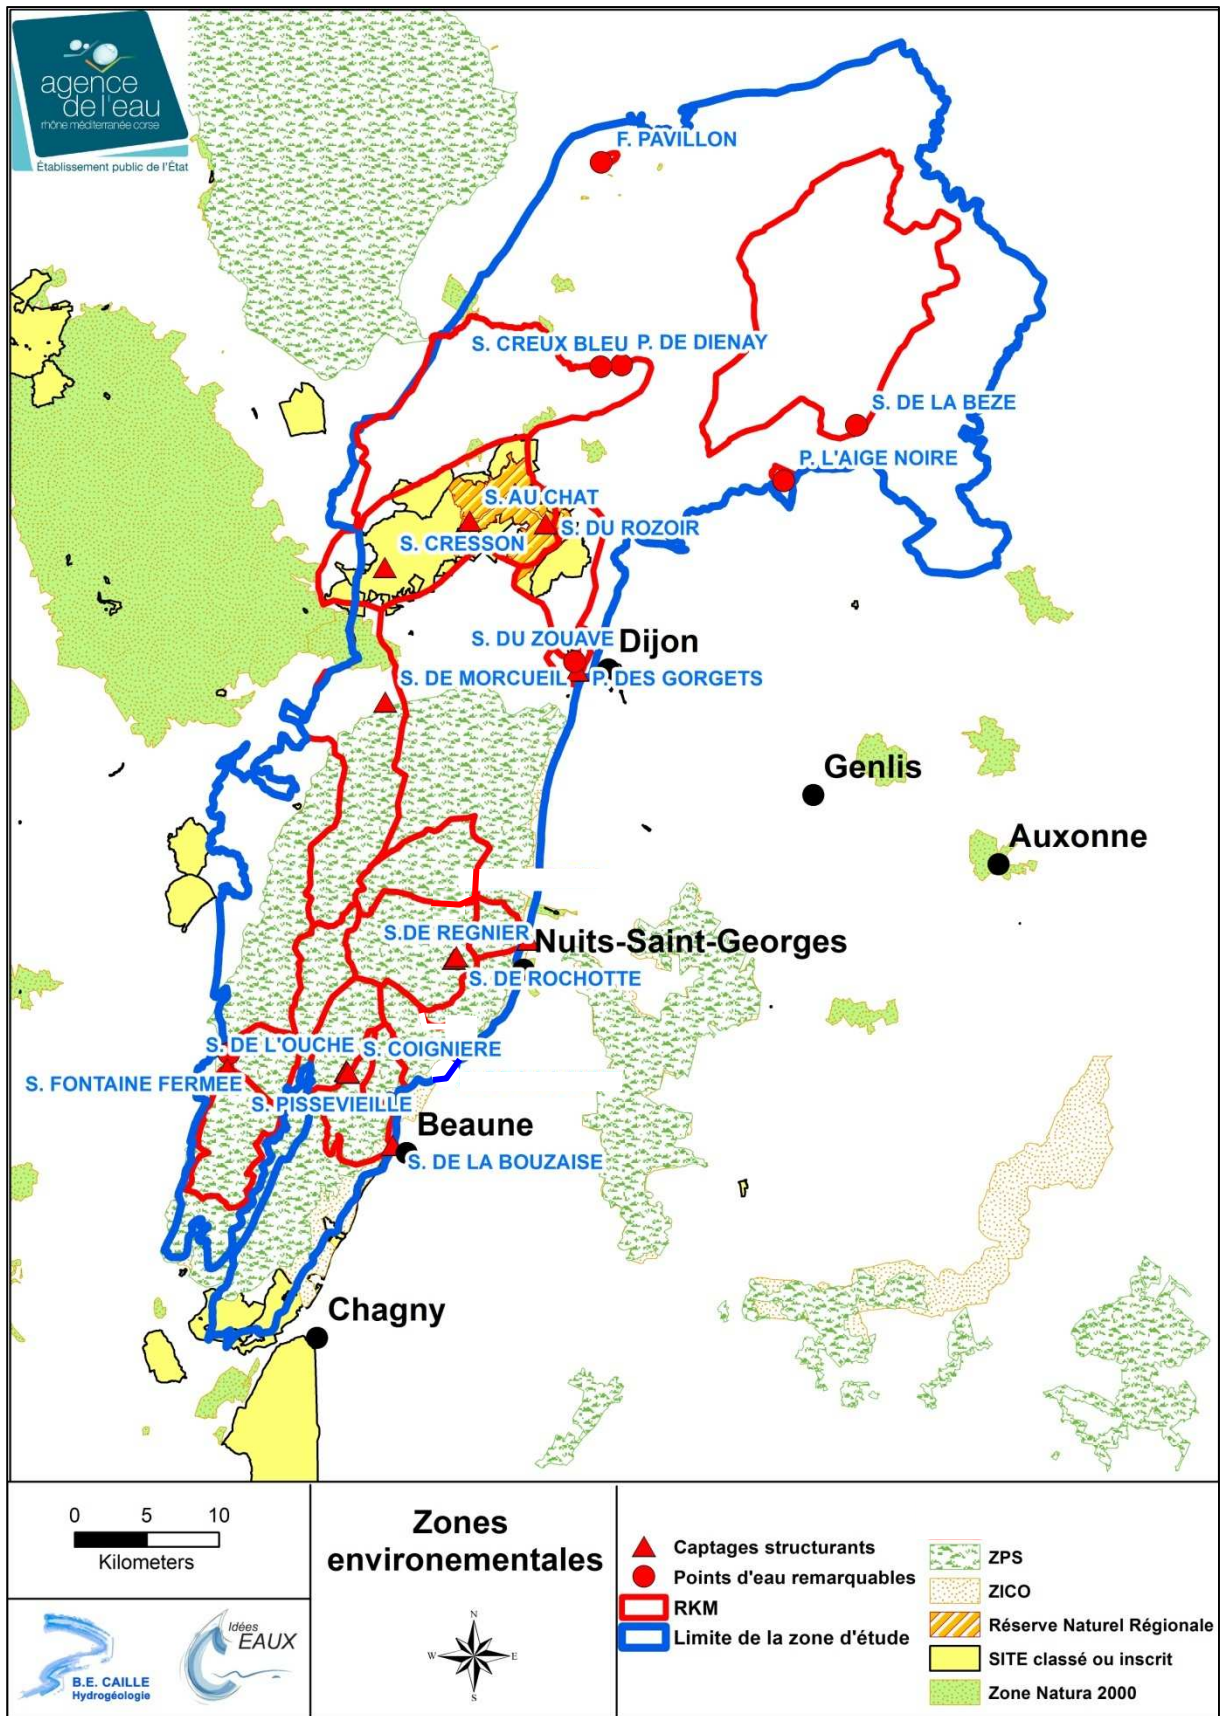 agence
de l'eau
rhône méditerranée corse
Établissement public de l'État
F. PAVILLON
S. CREUX BLEU
P. DE DIENAY
S. DE LA BEZE
P. L'AIGE NOIRE
S. AU CHAT
S. DU ROZOIR
S. CRESSON
S. DU ZOUAVE
Dijon
S. DE MORCUEIL
P. DES GORGETS
Genlis
Auxonne
S.DE REGNIER
Nuits-Saint-Georges
S. DE ROCHOTTE
S. DE L'OUCHE
S. COIGNIERE
S. FONTAINE FERMEE
S. PISSEVIEILLE
Beaune
S. DE LA BOUZAISE
Chagny
0 5 10
Kilometers
B.E. CAILLE
Hydrogéologie
Idées
EAUX
Zones
environementales
N
W E
S
Captages structurants
Points d'eau remarquables
RKM
Limite de la zone d'étude
ZPS
ZICO
Réserve Naturel Régionale
SITE classé ou inscrit
Zone Natura 2000